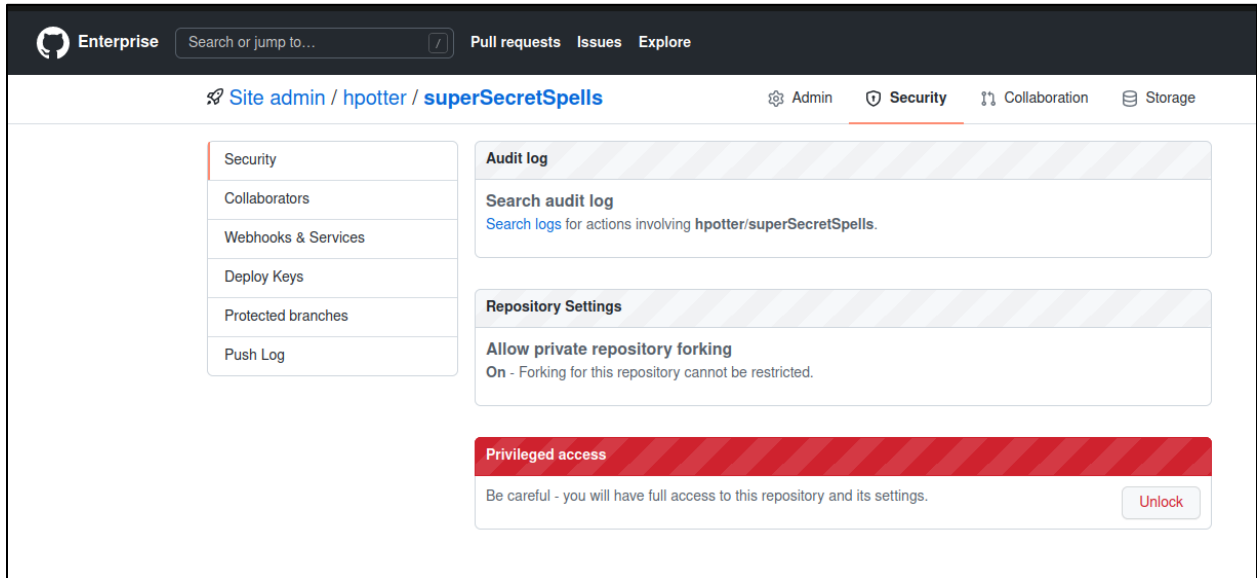 Enterprise Search or jump to... / Pull requests Issues Explore
Site admin / hpotter / superSecretSpells Admin Security Collaboration Storage
Security
Collaborators
Webhooks & Services
Deploy Keys
Protected branches
Push Log
Audit log
Search audit log
Search logs for actions involving hpotter/superSecretSpells.
Repository Settings
Allow private repository forking
On - Forking for this repository cannot be restricted.
Privileged access
Be careful - you will have full access to this repository and its settings.
Unlock